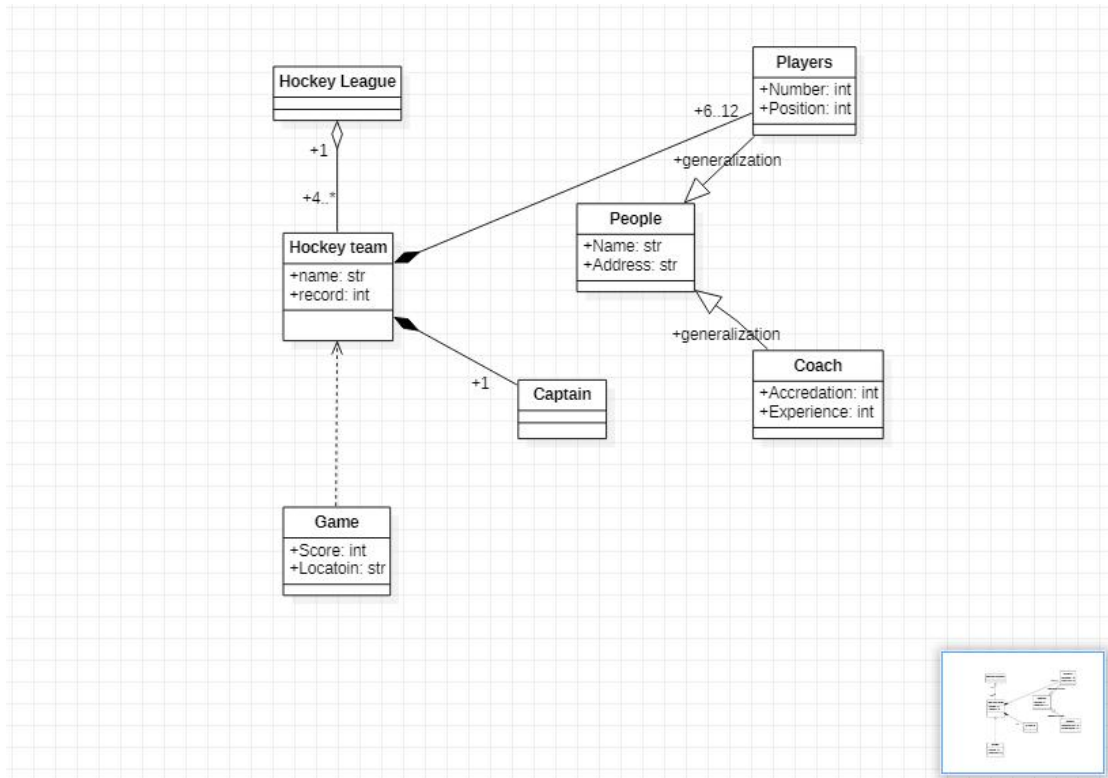 Players
+Number: int
+Position: int
Hockey League
+1
+6..12
+generalization
+4..*
People
+Name: str
+Address: str
Hockey team
+name: str
+record: int
+generalization
Coach
+Accredation: int
+Experience: int
+1
Captain
Game
+Score: int
+Locatoin: str